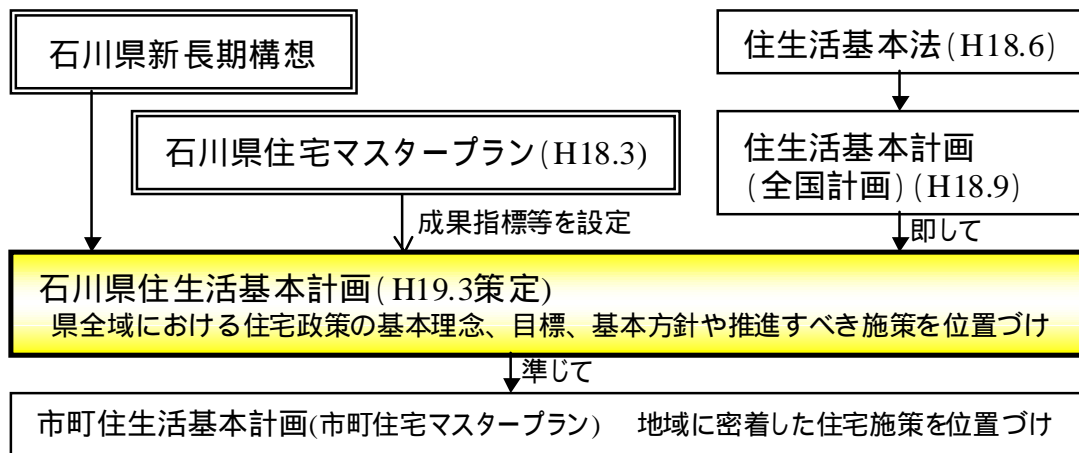 石川県新長期構想
住生活基本法(H18.6)
石川県住宅マスタープラン(H18.3)
住生活基本計画
(全国計画)(H18.9)
成果指標等を設定
即して
石川県住生活基本計画(H19.3策定)
県全域における住宅政策の基本理念、目標、基本方針や推進すべき施策を位置づけ
準じて
市町住生活基本計画(市町住宅マスタープラン) 地域に密着した住宅施策を位置づけ